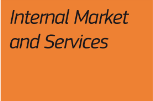 Internal Market
and Services